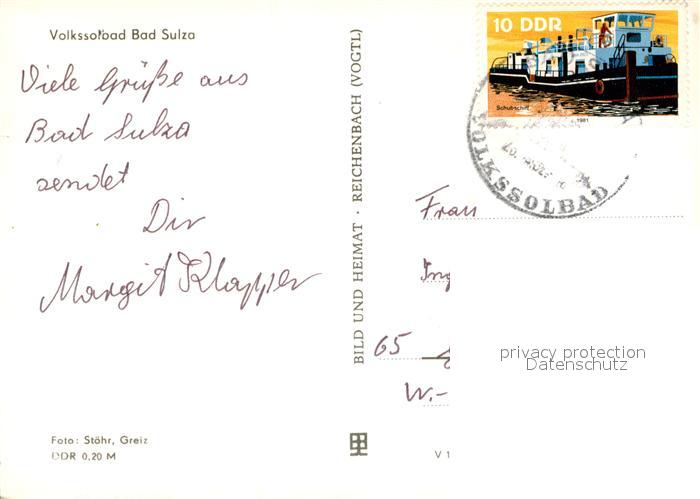 Volkssolbad Bad Sulza
Viele Grüße aus
Bad Sulza
sendet
Dir
Margit Klapper
Foto: Stöhr, Greiz
DDR 0,20 M
BILD UND HEIMAT · REICHENBACH (VOGTL)
V 1
10 DDR
Schubschiff
1981
VOLKSSOLBAD
Frau
Ing
65
W.-
privacy protection
Datenschutz